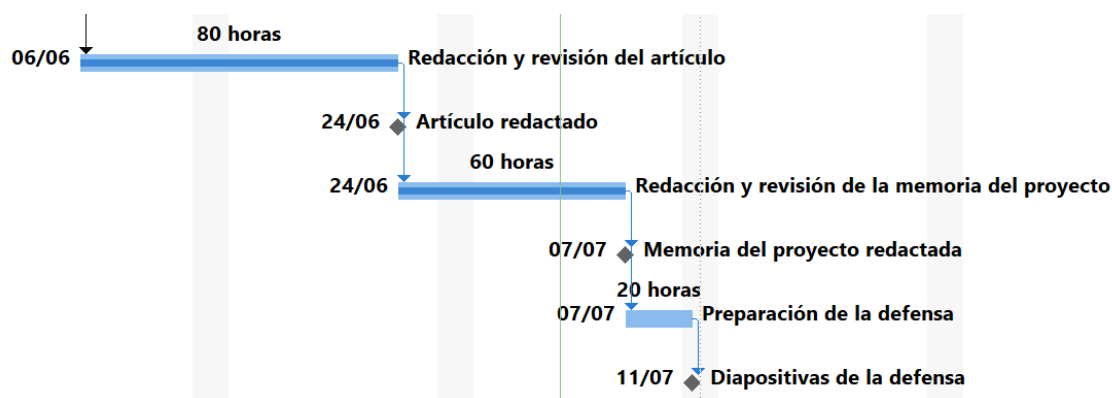 80 horas
06/06 Redacción y revisión del artículo
24/06 Artículo redactado
60 horas
24/06 Redacción y revisión de la memoria del proyecto
07/07 Memoria del proyecto redactada
20 horas
07/07 Preparación de la defensa
11/07 Diapositivas de la defensa